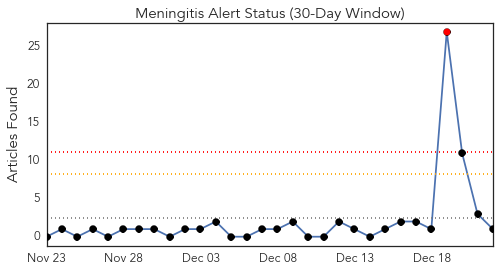 Meningitis Alert Status (30-Day Window)
Articles Found
25
20
15
10
5
0
Nov 23 Nov 28 Dec 03 Dec 08 Dec 13 Dec 18